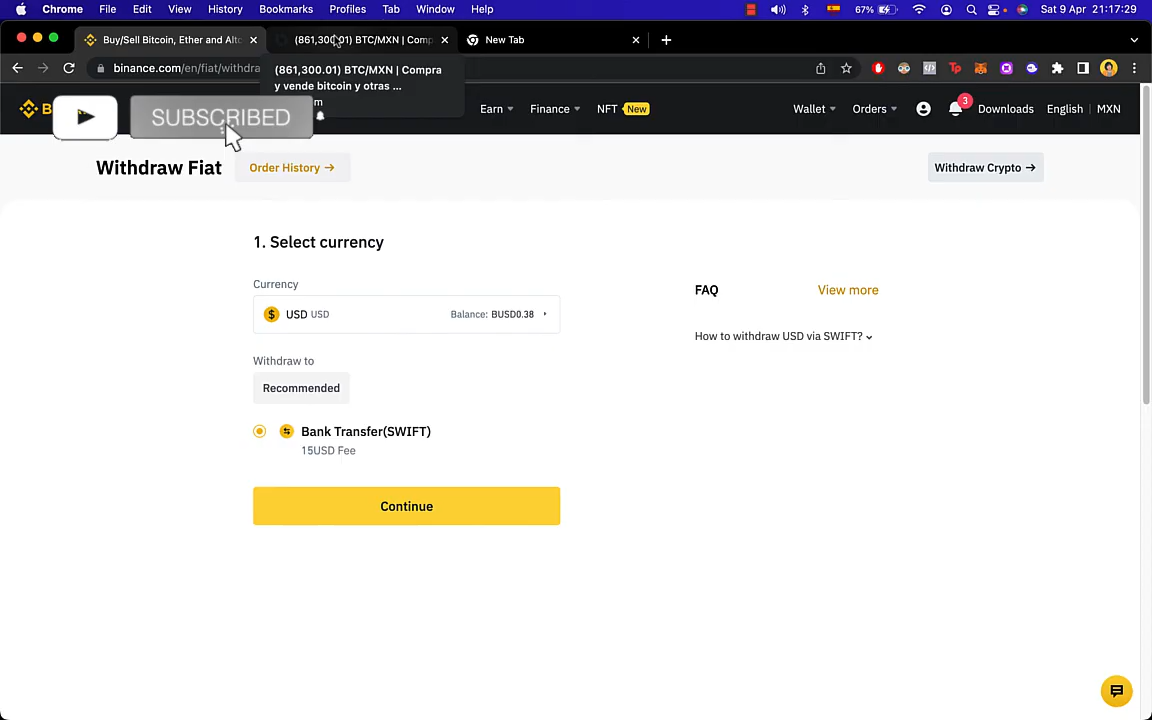 Chrome File Edit View History Bookmarks Profiles Tab Window Help 67% Sat 9 Apr 21:17:29
Buy/Sell Bitcoin, Ether and Altc (861,300.01) BTC/MXN | Comp New Tab
binance.com/en/fiat/withdra
(861,300.01) BTC/MXN | Compra
y vende bitcoin y otras ...
m
SUBSCRIBED
Earn Finance NFT New Wallet Orders 3 Downloads English MXN
Withdraw Fiat Order History → Withdraw Crypto →
1. Select currency
Currency
USD USD Balance: BUSD0.38
Withdraw to
Recommended
Bank Transfer(SWIFT)
15USD Fee
Continue
FAQ View more
How to withdraw USD via SWIFT?